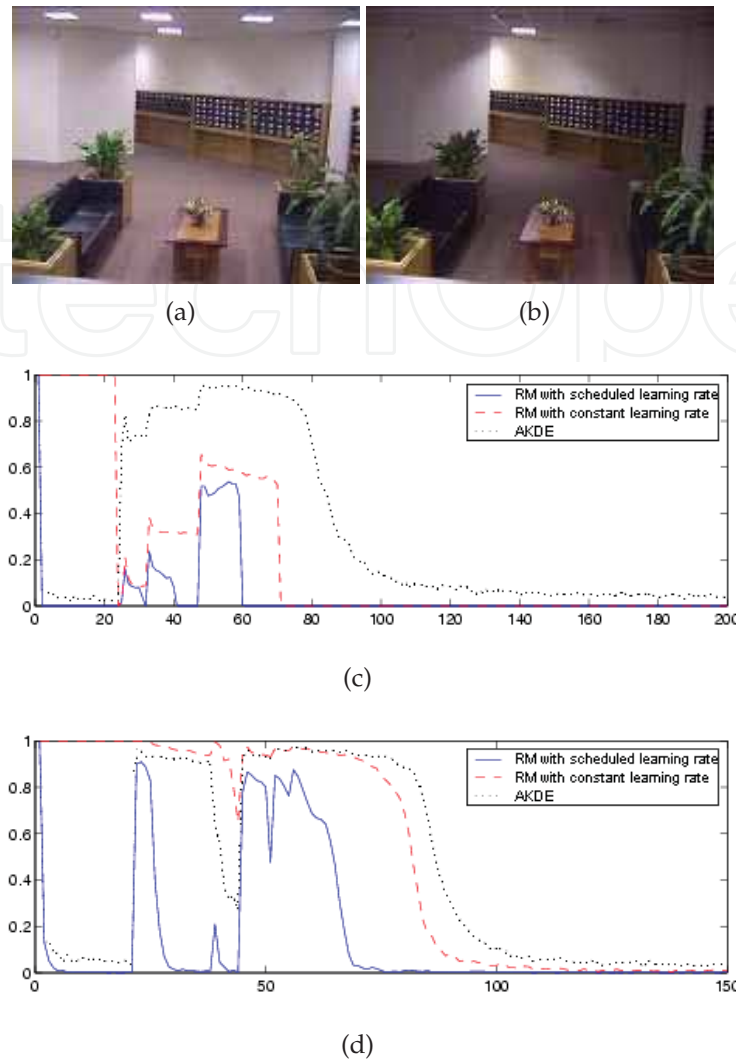 (a)
(b)
1
0.8
0.6
0.4
0.2
0
0
20
40
60
80
100
120
140
160
180
200
RM with scheduled learning rate
RM with constant learning rate
AKDE
(c)
1
0.8
0.6
0.4
0.2
0
0
50
100
150
RM with scheduled learning rate
RM with constant learning rate
AKDE
(d)